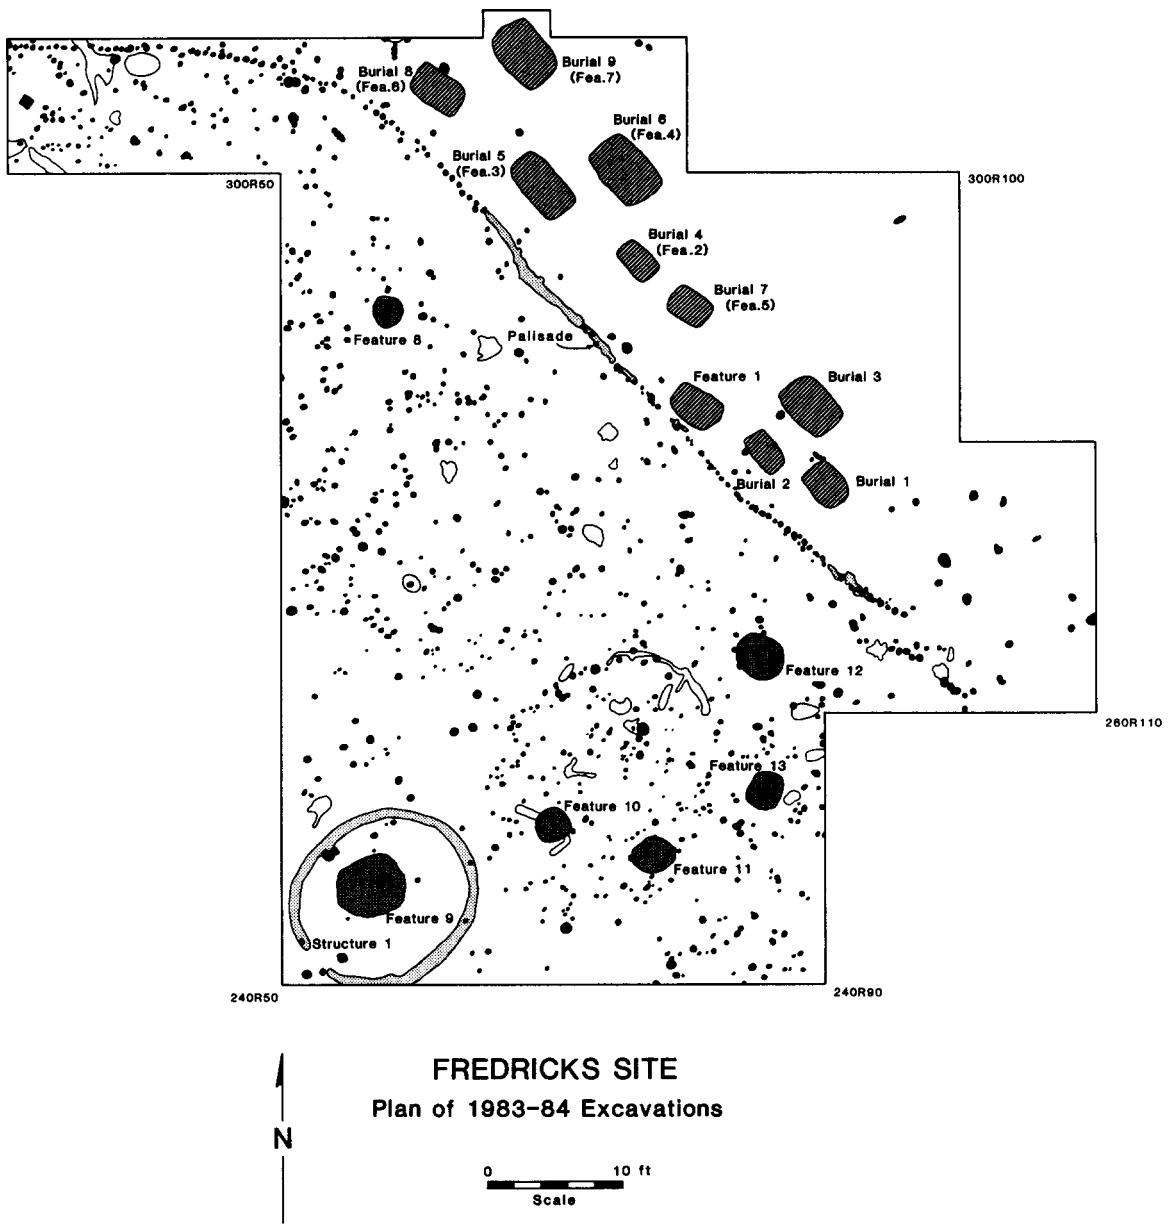 Burial 9
(Fea.7)
Burial 8
(Fea.6)
Burial 6
(Fea.4)
Burial 5
(Fea.3)
300R50
300R100
Burial 4
(Fea.2)
Burial 7
(Fea.5)
Feature 8
Palisade
Feature 1
Burial 3
Burial 2
Burial 1
Feature 12
260R110
Feature 13
Feature 10
Feature 11
Feature 9
Structure 1
240R50
240R90
FREDRICKS SITE
Plan of 1983-84 Excavations
N
0 10 ft
Scale